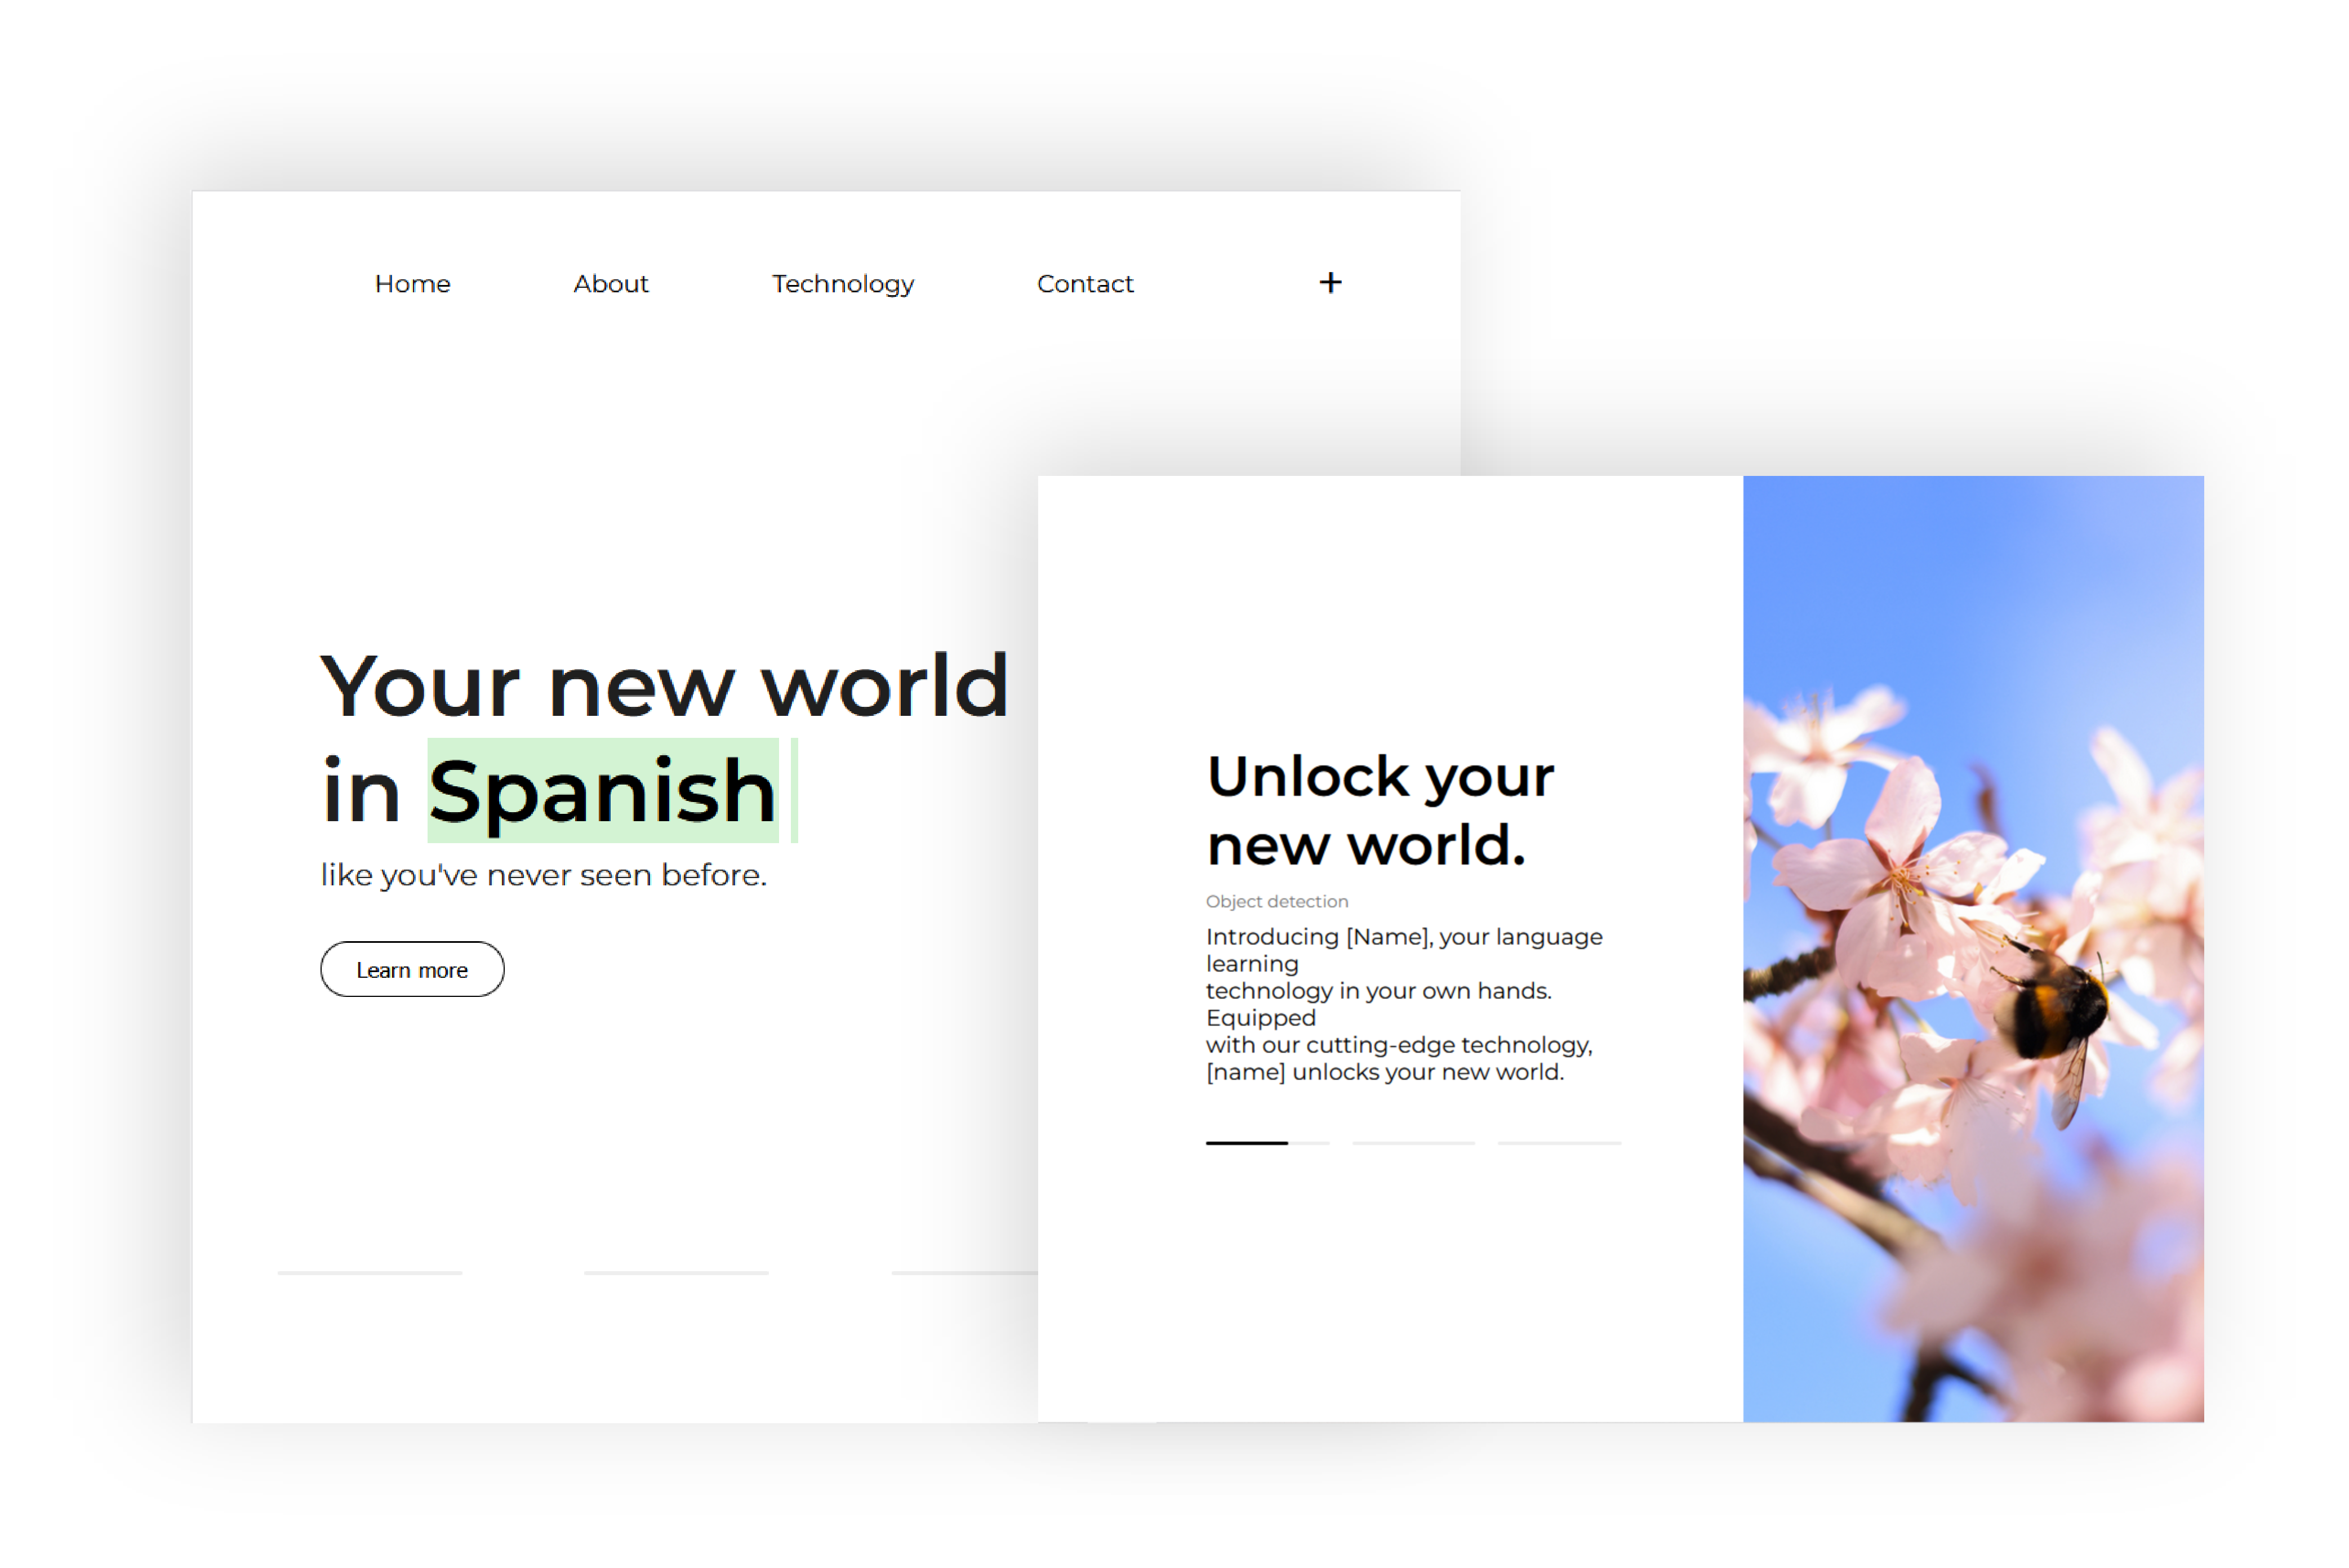 Home About Technology Contact +
Your new world
in Spanish
like you've never seen before.
Learn more
Unlock your
new world.
Object detection
Introducing [Name], your language
learning
technology in your own hands.
Equipped
with our cutting-edge technology,
[name] unlocks your new world.